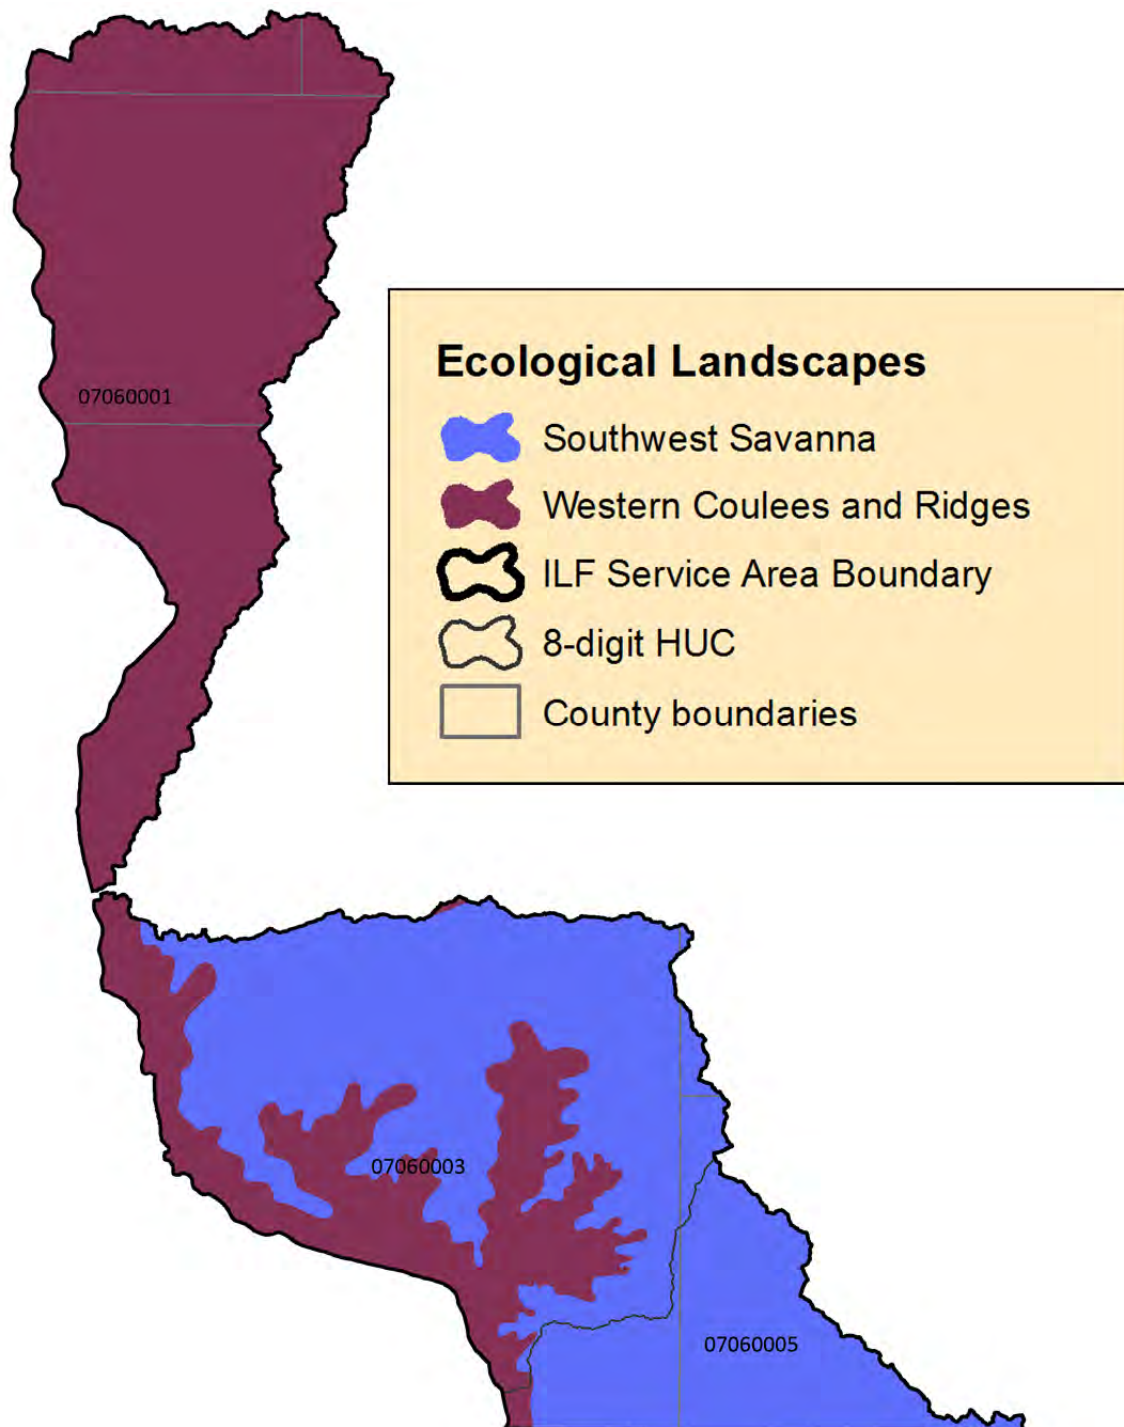 07060001
Ecological Landscapes
Southwest Savanna
Western Coulees and Ridges
ILF Service Area Boundary
8-digit HUC
County boundaries
07060003
07060005